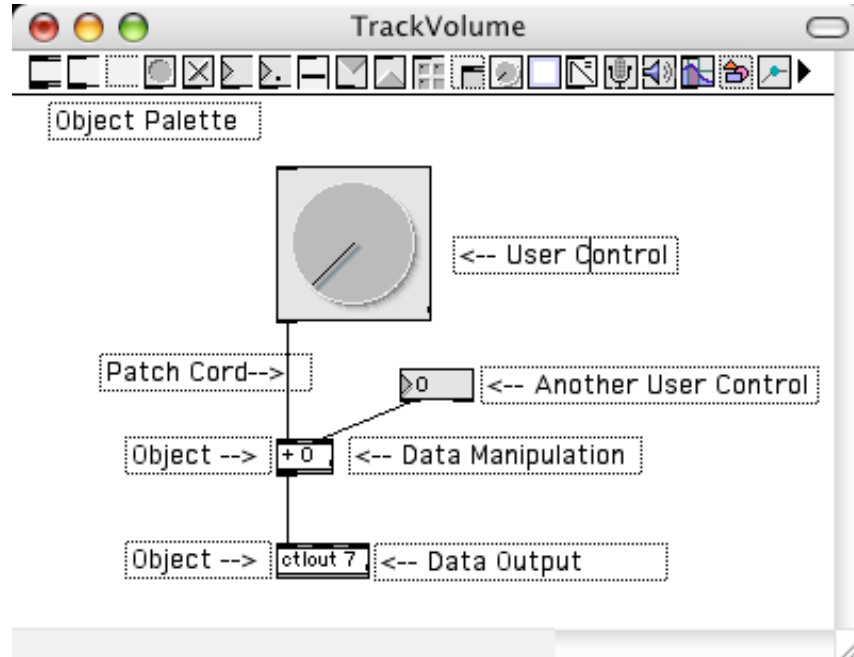 TrackVolume
Object Palette
<-- User Control
Patch Cord-->
0
<-- Another User Control
Object -->
+ 0
<-- Data Manipulation
Object -->
ctlout 7
<-- Data Output